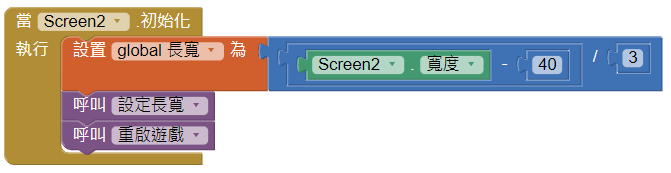 當 Screen2 .初始化
執行 設置 global 長寬 為 Screen2 . 寬度 - 40 / 3
呼叫 設定長寬
呼叫 重啟遊戲